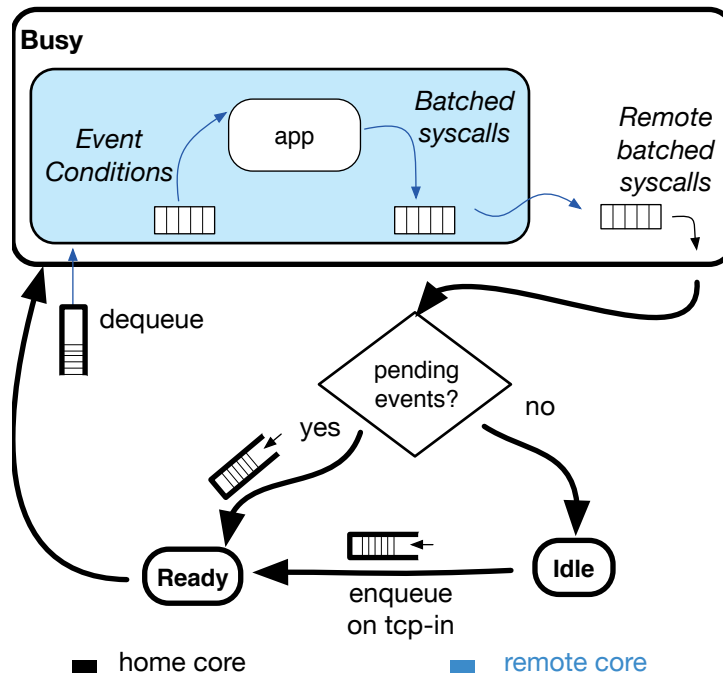 Busy
Event
Conditions
app
Batched
syscalls
Remote
batched
syscalls
dequeue
pending
events?
yes
no
Ready
Idle
enqueue
on tcp-in
home core
remote core